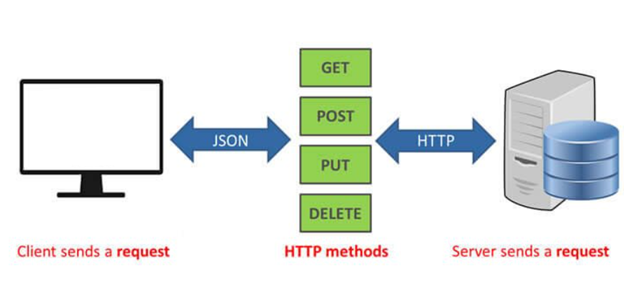 GET
POST
JSON
HTTP
PUT
DELETE
Client sends a request
HTTP methods
Server sends a request